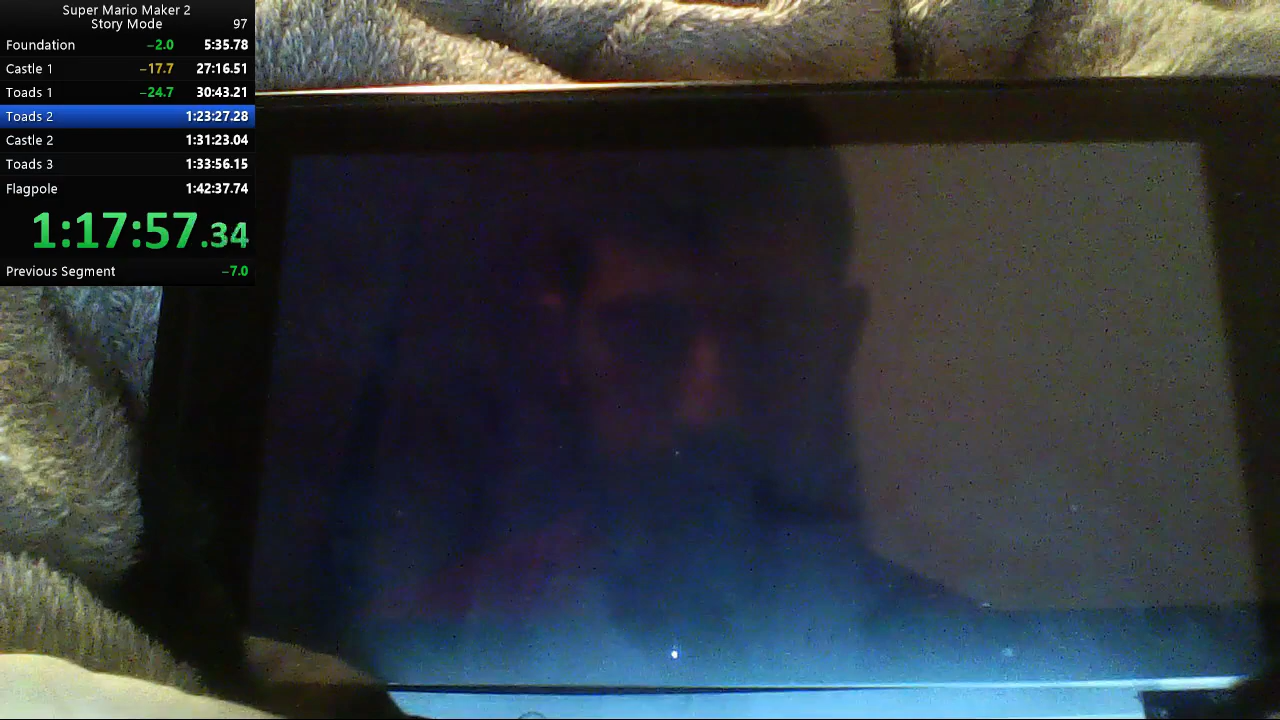 Super Mario Maker 2
Story Mode 97
Foundation −2.0 5:35.78
Castle 1 −17.7 27:16.51
Toads 1 −24.7 30:43.21
Toads 2 1:23:27.28
Castle 2 1:31:23.04
Toads 3 1:33:56.15
Flagpole 1:42:37.74
1:17:57.34
Previous Segment −7.0